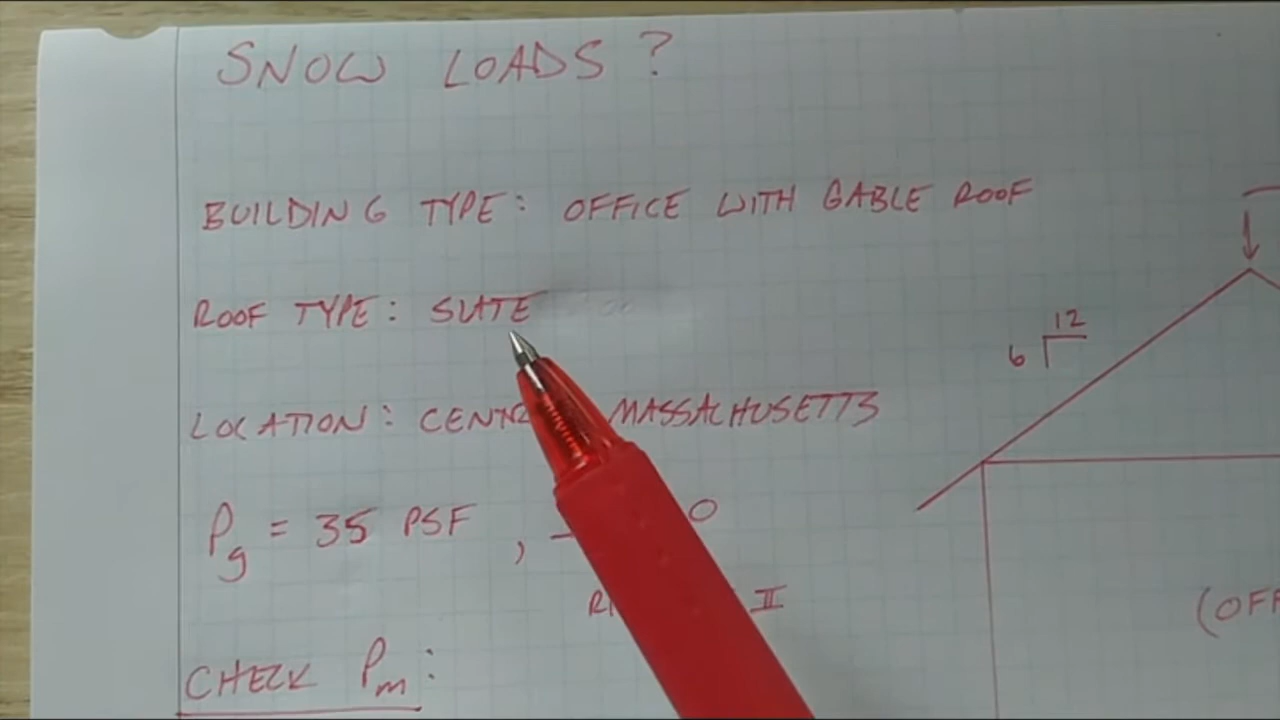 SNOW LOADS ?
BUILDING TYPE: OFFICE WITH GABLE ROOF
ROOF TYPE: SLATE
LOCATION: MASSACHUSETTS
Pg = 35 PSF ,
II
CHECK Pm:
12
6
(OFF